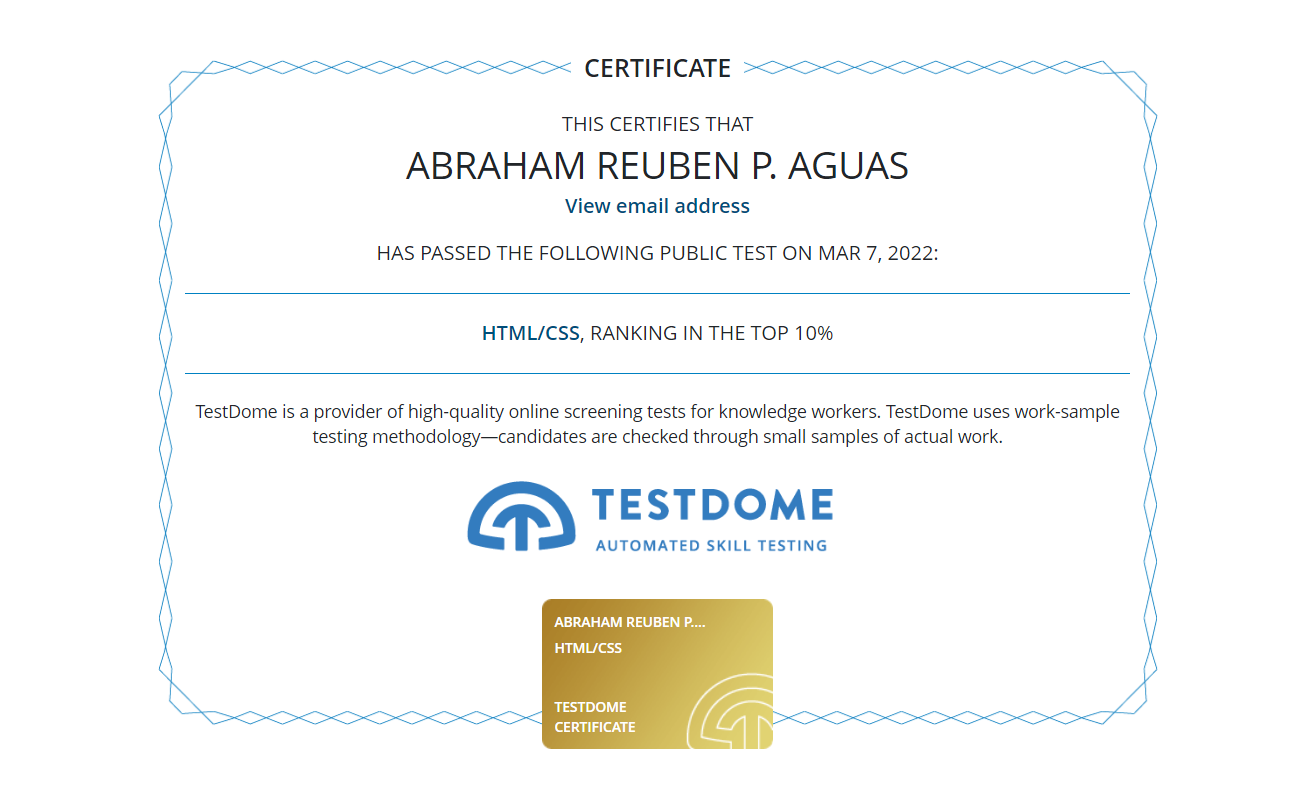 CERTIFICATE
THIS CERTIFIES THAT
ABRAHAM REUBEN P. AGUAS
View email address
HAS PASSED THE FOLLOWING PUBLIC TEST ON MAR 7, 2022:
HTML/CSS, RANKING IN THE TOP 10%
TestDome is a provider of high-quality online screening tests for knowledge workers. TestDome uses work-sample
testing methodology—candidates are checked through small samples of actual work.
TESTDOME
AUTOMATED SKILL TESTING
ABRAHAM REUBEN P....
HTML/CSS
TESTDOME
CERTIFICATE